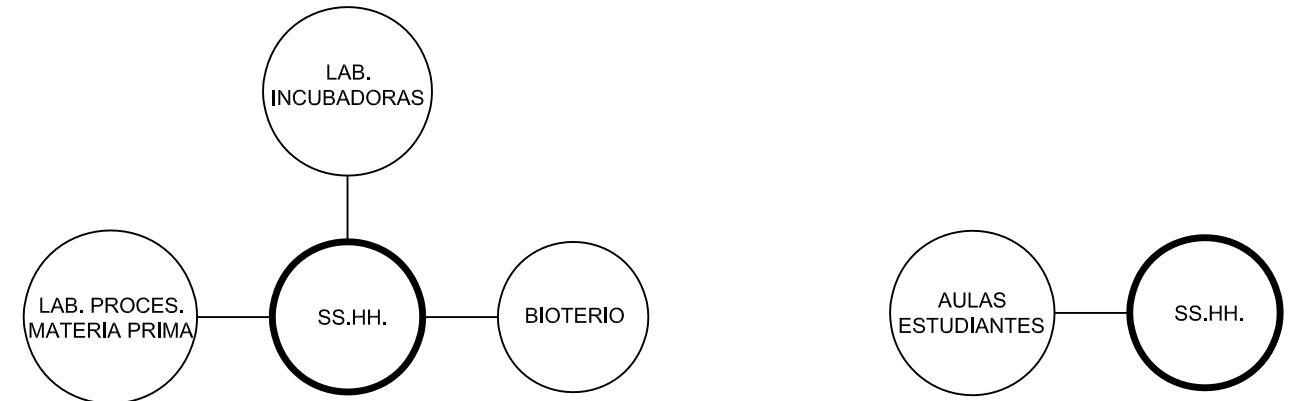 LAB.
INCUBADORAS
LAB. PROCES.
MATERIA PRIMA
SS.HH.
BIOTERIO
AULAS
ESTUDIANTES
SS.HH.